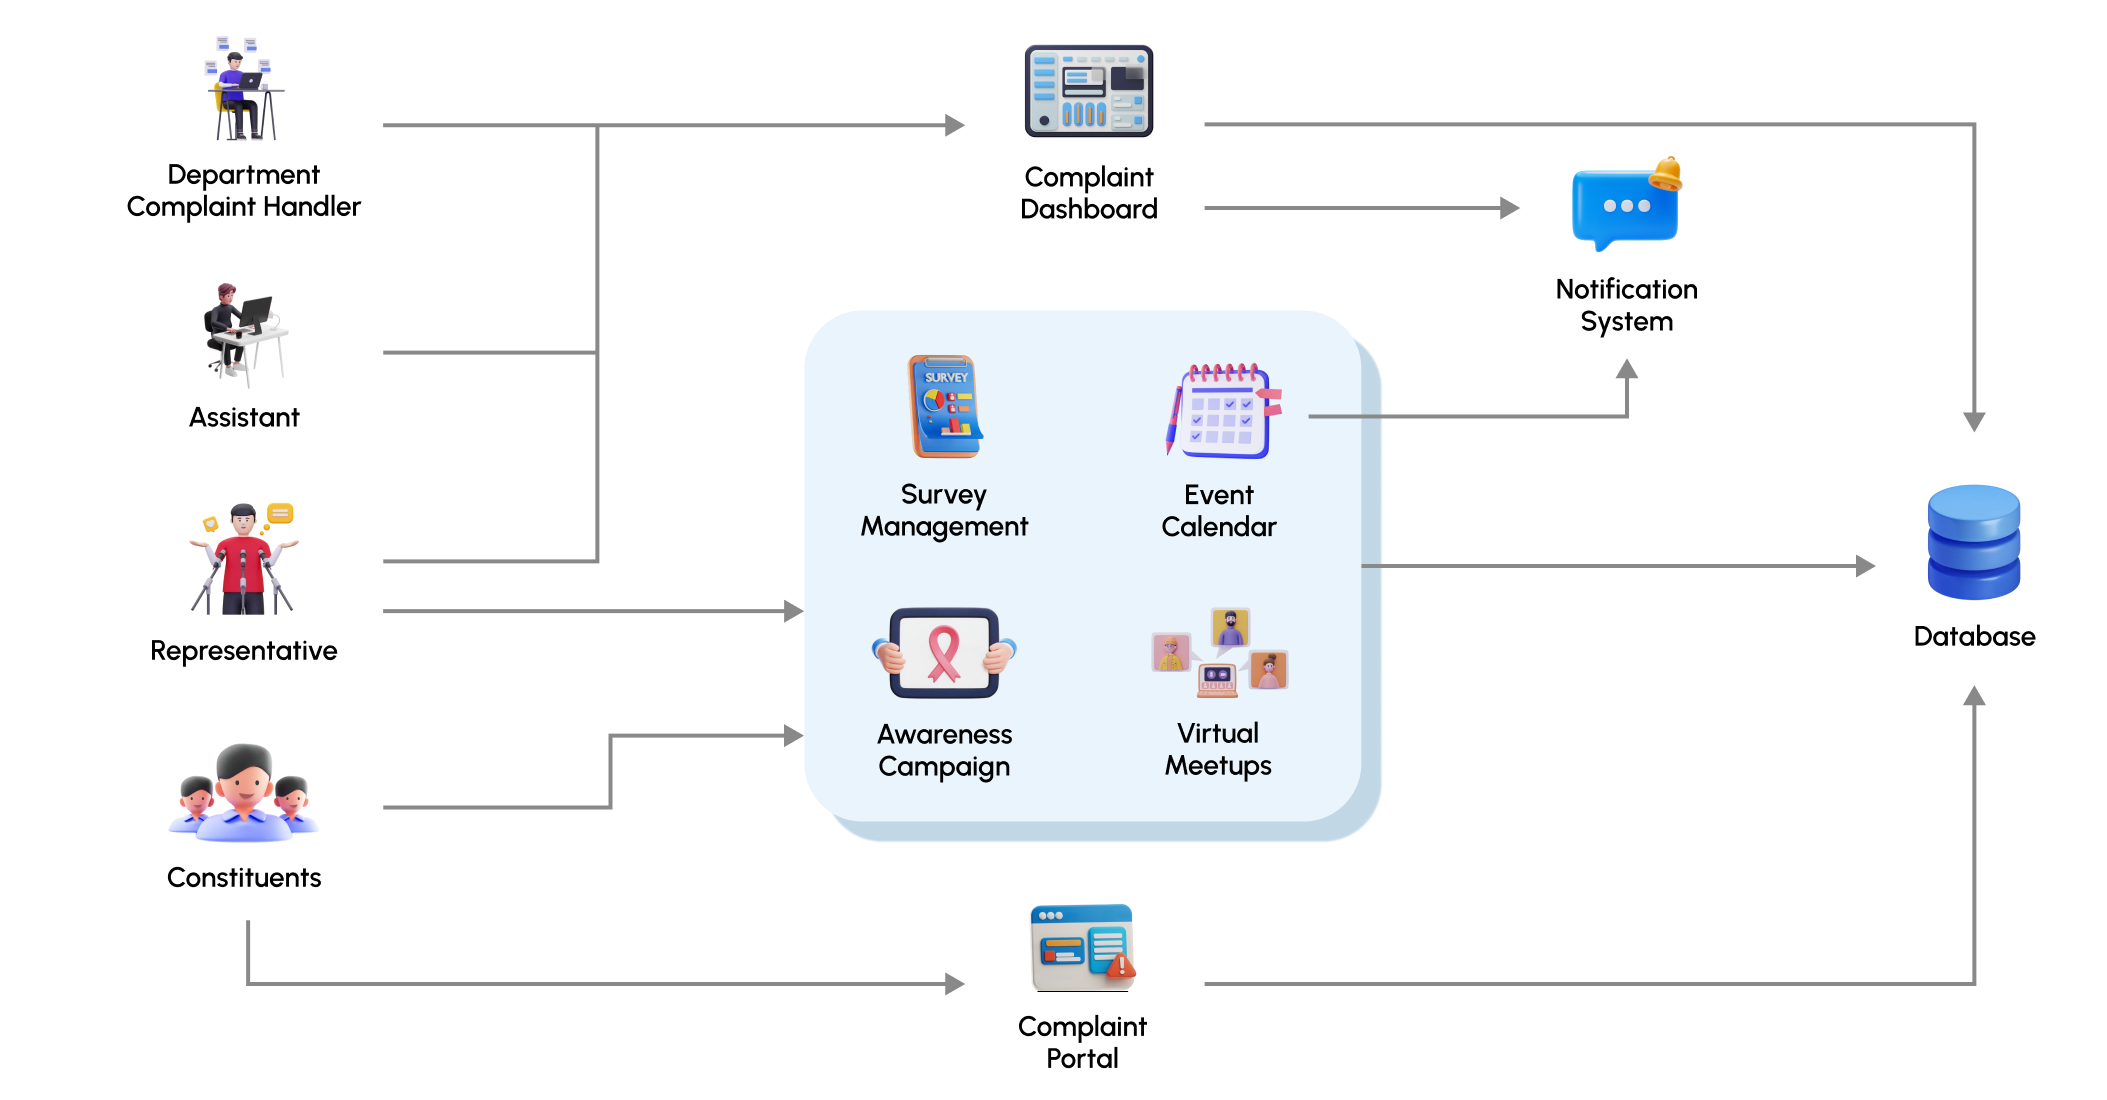 Department
Complaint Handler
Complaint
Dashboard
Notification
System
Assistant
SURVEY
Survey
Management
Event
Calendar
Representative
Database
Awareness
Campaign
Virtual
Meetups
Constituents
Complaint
Portal